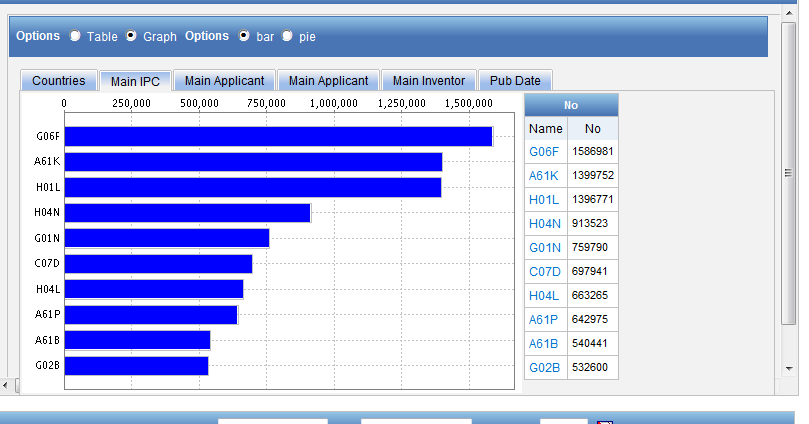 Options Table Graph Options bar pie
Countries Main IPC Main Applicant Main Applicant Main Inventor Pub Date
0 250,000 500,000 750,000 1,000,000 1,250,000 1,500,000
G06F
A61K
H01L
H04N
G01N
C07D
H04L
A61P
A61B
G02B
No
Name No
G06F 1586981
A61K 1399752
H01L 1396771
H04N 913523
G01N 759790
C07D 697941
H04L 663265
A61P 642975
A61B 540441
G02B 532600